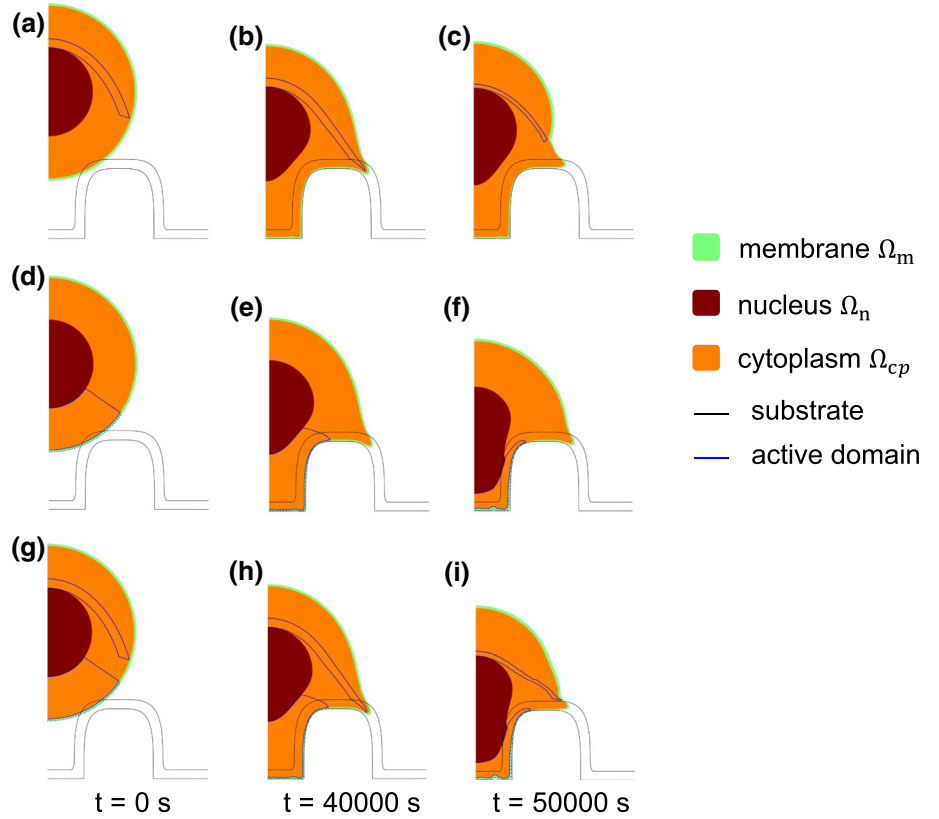 (a)
(b)
(c)
membrane Ωm
nucleus Ωn
cytoplasm Ωcp
substrate
active domain
(d)
(e)
(f)
(g)
(h)
(i)
t = 0 s
t = 40000 s
t = 50000 s